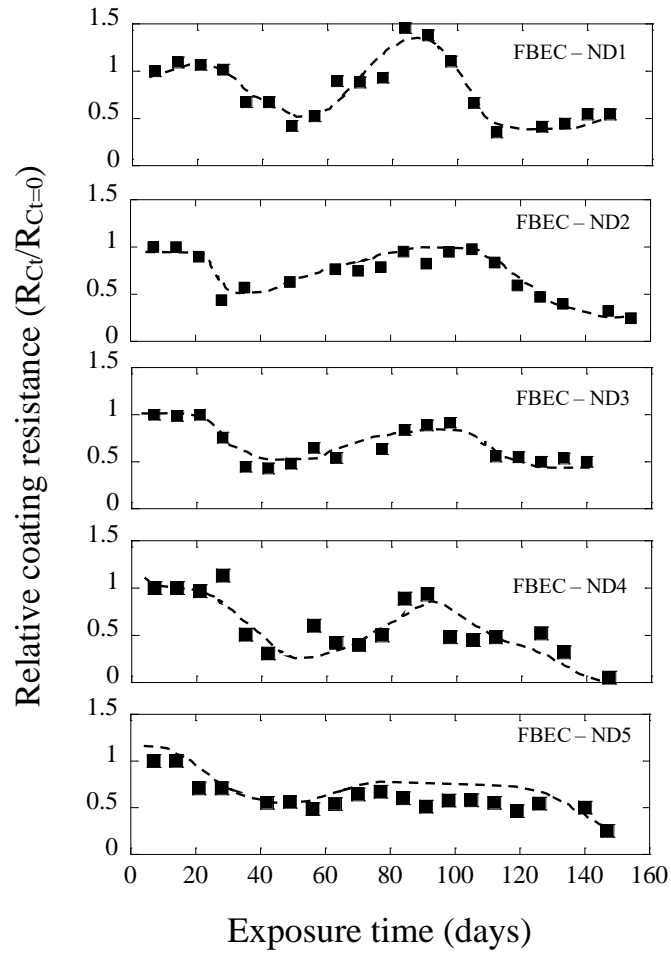 Relative coating resistance (R_Ct/R_Ct=0)
1.5
FBEC – ND1
1
0.5
0
1.5
FBEC – ND2
1
0.5
0
1.5
FBEC – ND3
1
0.5
0
1.5
FBEC – ND4
1
0.5
0
1.5
FBEC – ND5
1
0.5
0
0 20 40 60 80 100 120 140 160
Exposure time (days)